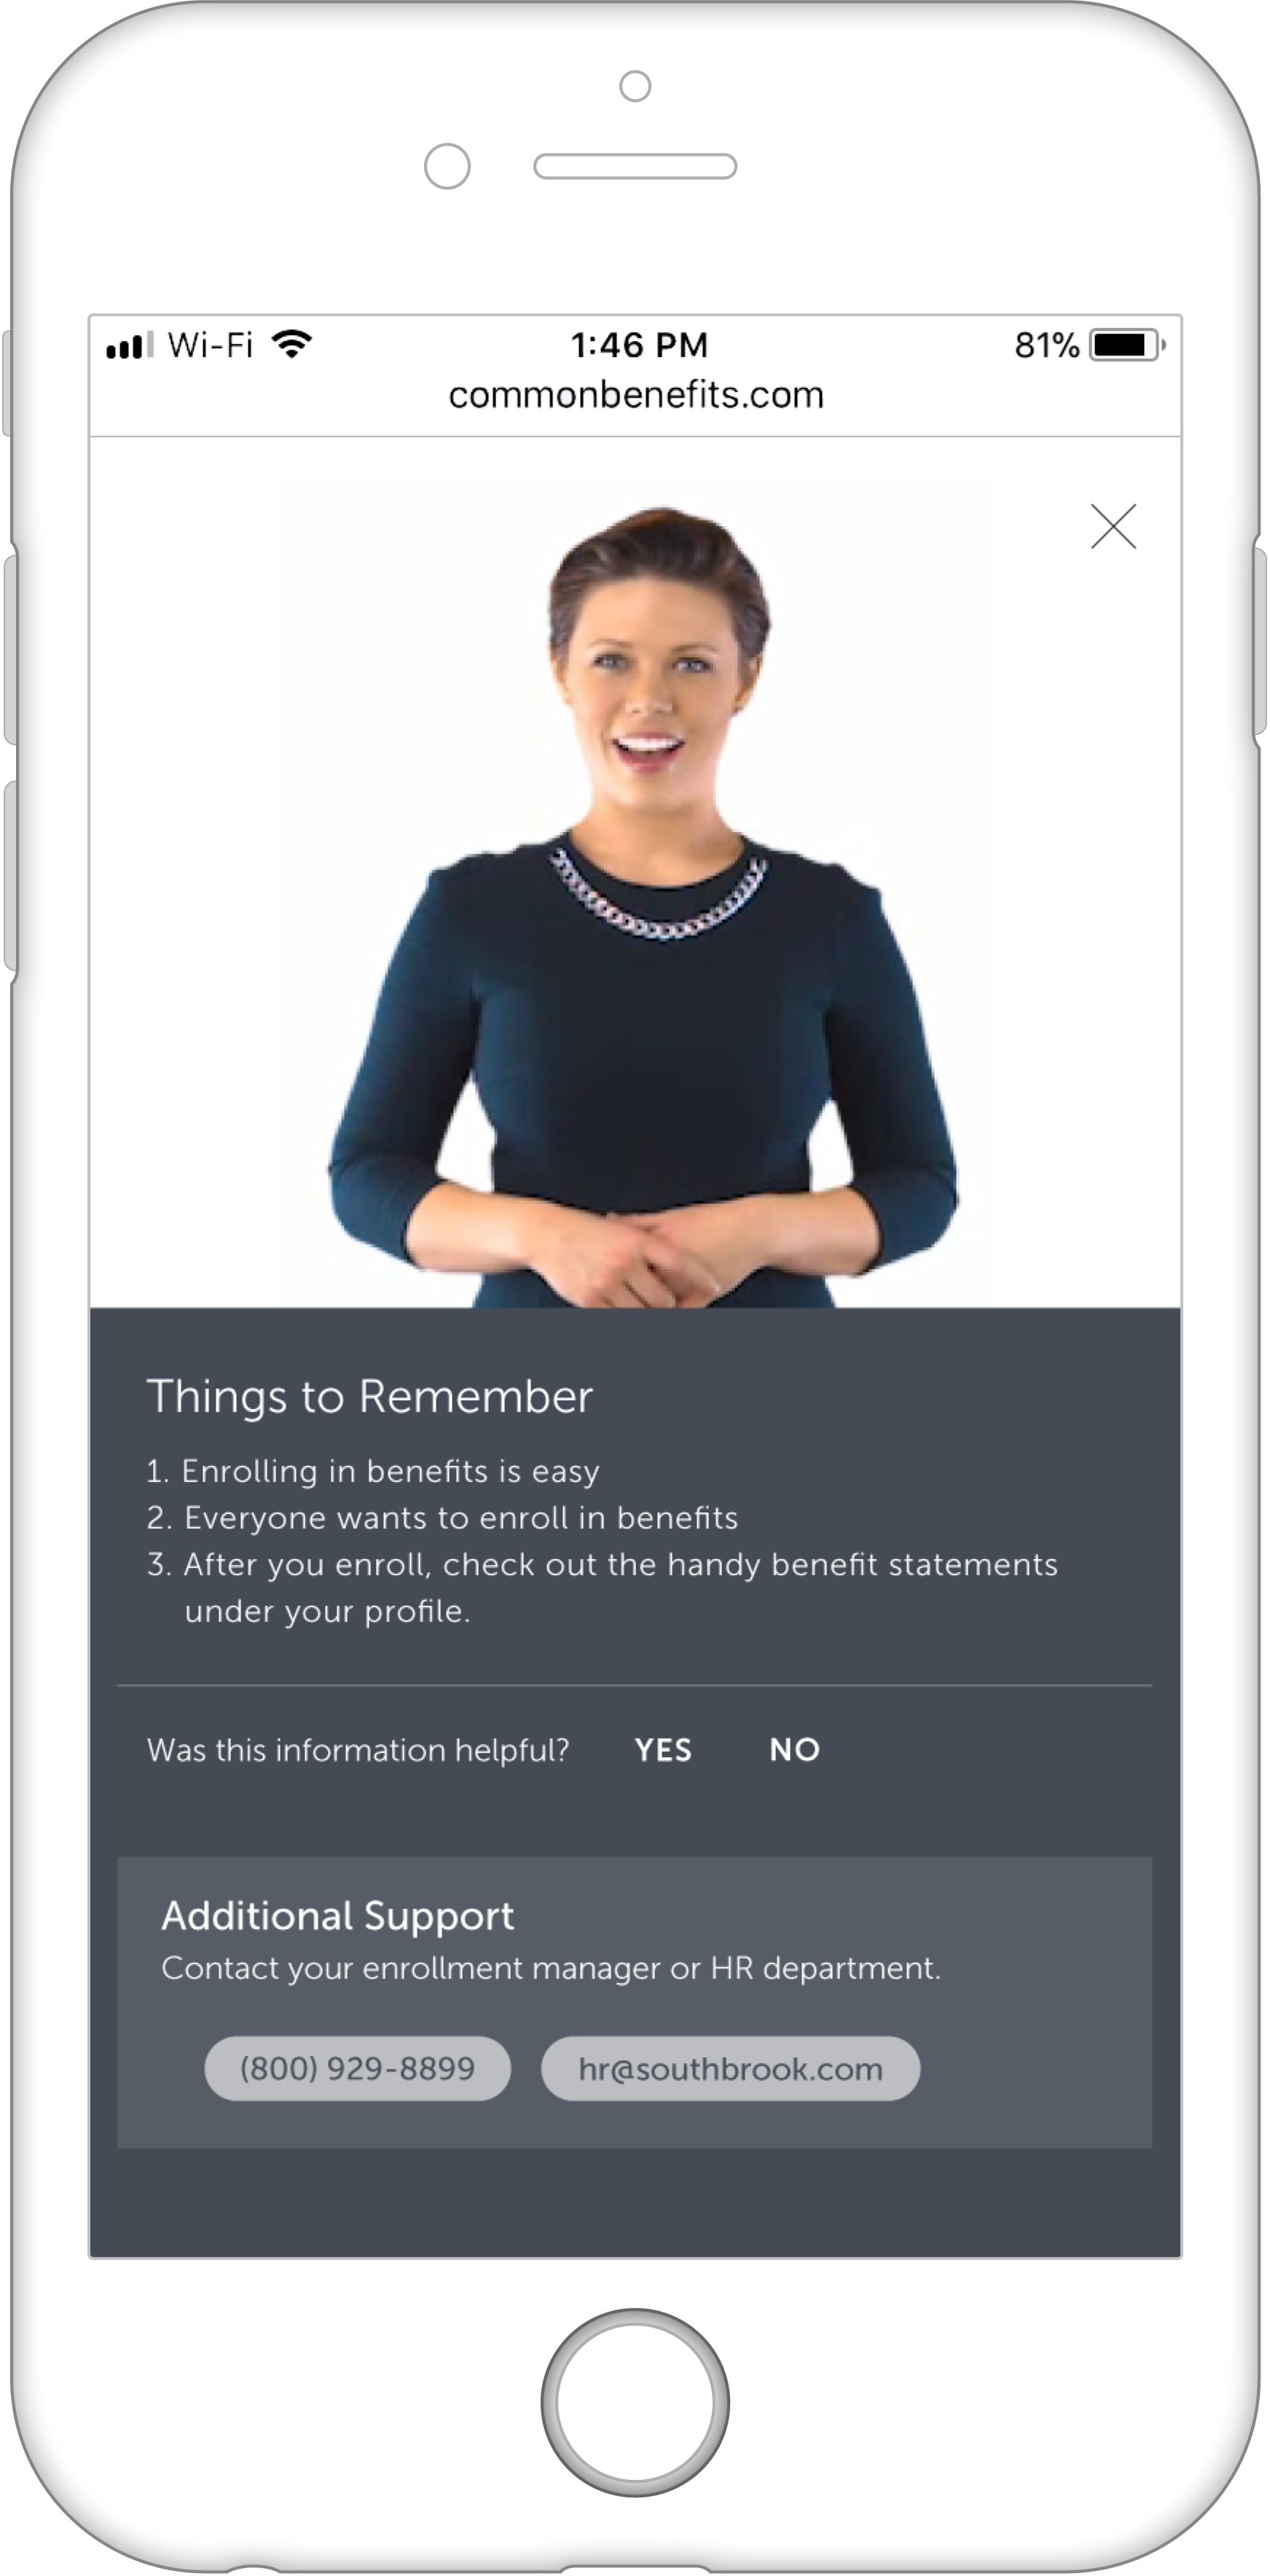 Wi-Fi 1:46 PM 81%
commonbenefits.com
Things to Remember
1. Enrolling in benefits is easy
2. Everyone wants to enroll in benefits
3. After you enroll, check out the handy benefit statements
under your profile.
Was this information helpful? YES NO
Additional Support
Contact your enrollment manager or HR department.
(800) 929-8899 hr@southbrook.com